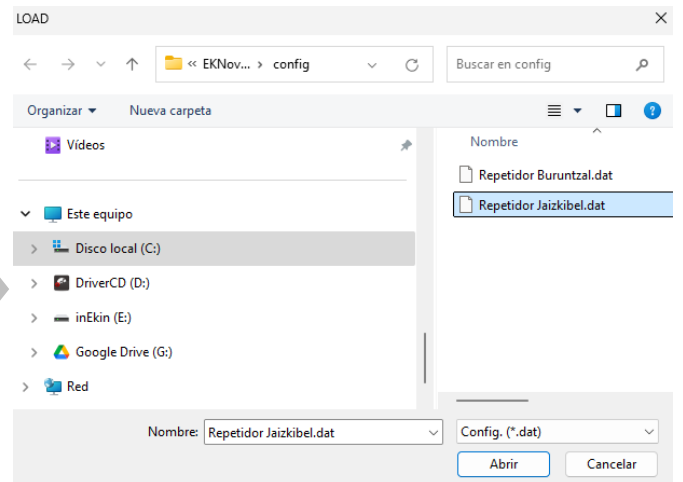 LOAD
« EKNov... › config
Buscar en config
Organizar
Nueva carpeta
Vídeos
Este equipo
Disco local (C:)
DriverCD (D:)
inEkin (E:)
Google Drive (G:)
Red
Nombre
Repetidor Buruntzal.dat
Repetidor Jaizkibel.dat
Nombre: Repetidor Jaizkibel.dat
Config. (*.dat)
Abrir
Cancelar